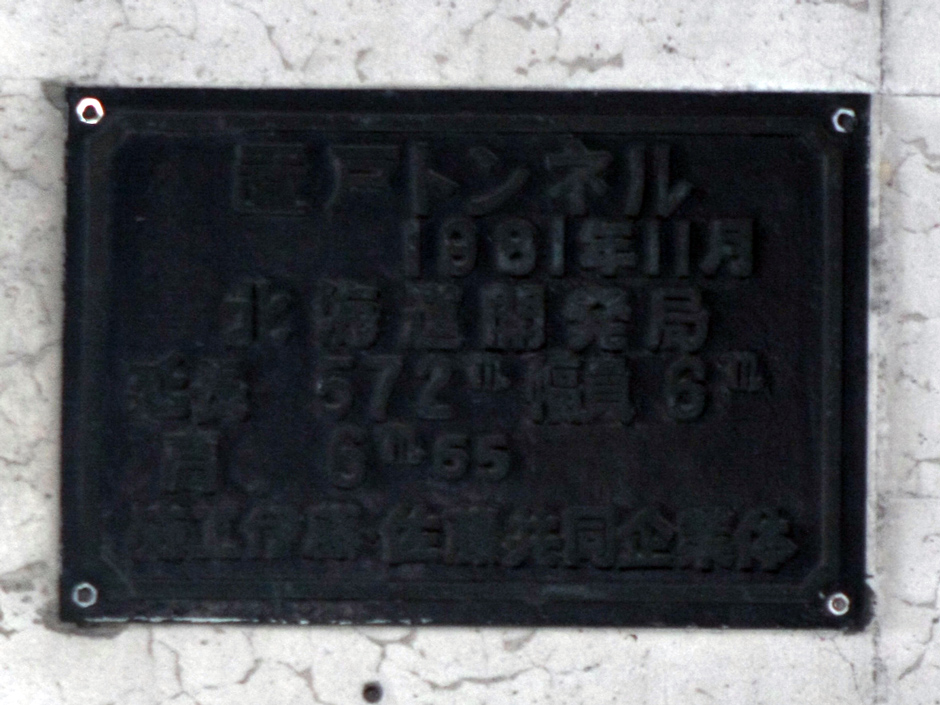 戸トンネル
1981年11月
北海道開発局
延長 572m 幅員 6m
高 6m55
施工 伊藤・佐藤共同企業体